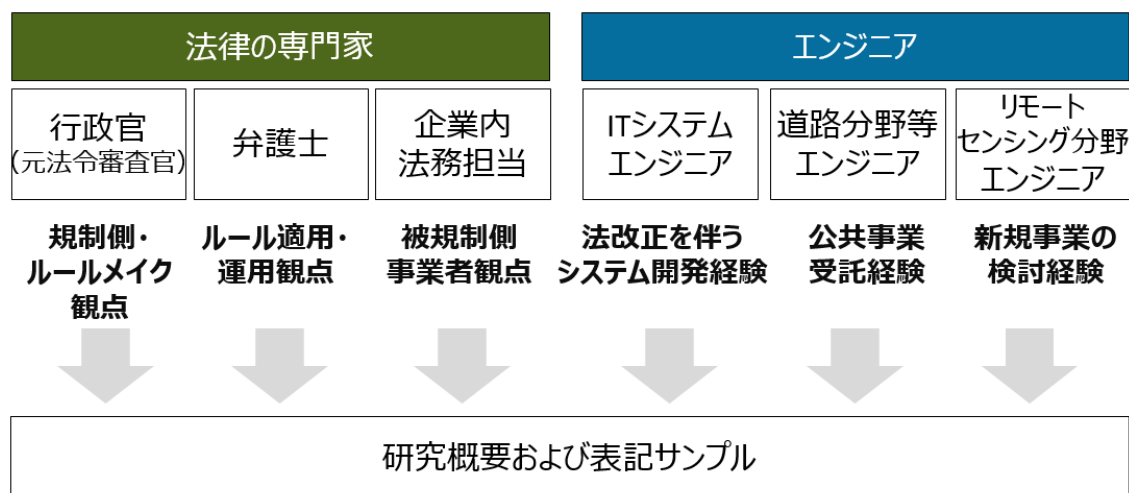 法律の専門家
エンジニア
行政官
(元法令審査官)
弁護士
企業内
法務担当
ITシステム
エンジニア
道路分野等
エンジニア
リモート
センシング分野
エンジニア
規制側・
ルールメイク
観点
ルール適用・
運用観点
被規制側
事業者観点
法改正を伴う
システム開発経験
公共事業
受託経験
新規事業の
検討経験
研究概要および表記サンプル